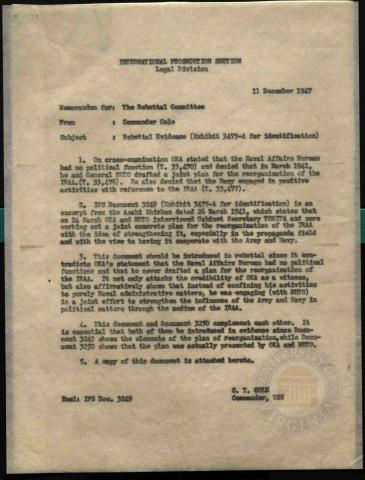 INTERNATIONAL PROSECUTION SECTION
Legal Division
11 December 1947
Memorandum for: The Rebuttal Committee
From : Commander Cole
Subject : Rebuttal Evidence (Exhibit 3475-A for identification)
1. On cross-examination OKA stated that the Naval Affairs Bureau
had no political function (T. 33,470) and denied that in March 1941,
he and General MUTO drafted a joint plan for the reorganization of the
IRAA.(T. 33,476). He also denied that the Navy engaged in positive
activities with reference to the IRAA (T. 33,477).
2. IPS Document 3249 (Exhibit 3475-A for identification) is an
excerpt from the Asahi Shimbun dated 26 March 1941, which states that
on 24 March OKA and MUTO interviewed Cabinet Secretary TOMITA and were
working out a joint concrete plan for the reorganization of the IRAA
with the idea of strengthening it, especially in the propaganda field
and with the view to having it cooperate with the Army and Navy.
3. This document should be introduced in rebuttal since it con-
tradicts OKA's statement that the Naval Affairs Bureau had no political
functions and that he never drafted a plan for the reorganization of
the IRAA. It not only attacks the credibility of OKA as a witness,
but also affirmatively shows that instead of confining his activities
to purely Naval administrative matters, he was engaging (with MUTO)
in a joint effort to strengthen the influence of the Army and Navy in
political matters through the medium of the IRAA.
4. This document and Document 3250 complement each other. It
is essential that both of them be introduced in evidence since Docu-
ment 3249 shows the elements of the plan of reorganization,while Docu-
ment 3250 shows that the plan was actually presented by OKA and MUTO.
5. A copy of this document is attached hereto.
C. T. COLE
Encl: IPS Doc. 3249
Commander, USN